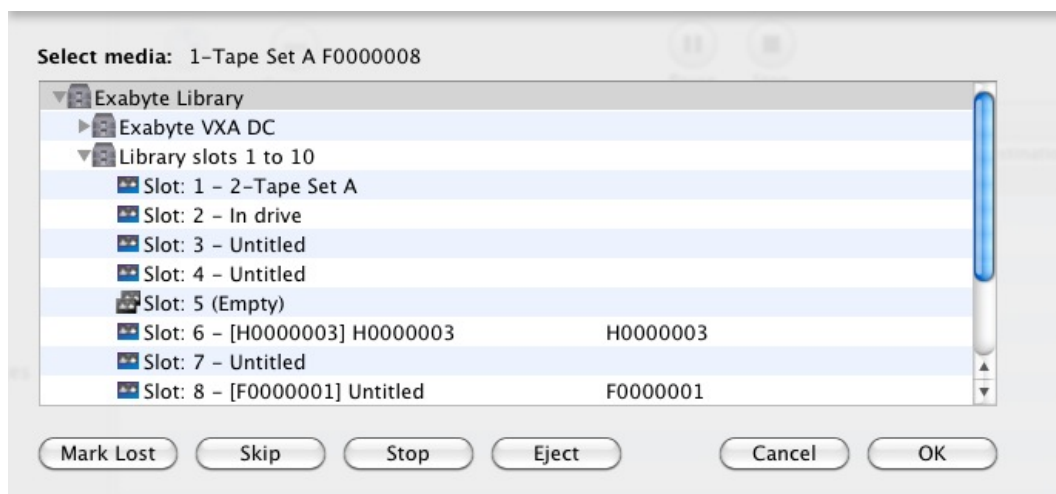 Select media: 1-Tape Set A F0000008
Exabyte Library
Exabyte VXA DC
Library slots 1 to 10
Slot: 1 – 2-Tape Set A
Slot: 2 – In drive
Slot: 3 – Untitled
Slot: 4 – Untitled
Slot: 5 (Empty)
Slot: 6 – [H0000003] H0000003 H0000003
Slot: 7 – Untitled
Slot: 8 – [F0000001] Untitled F0000001
Mark Lost Skip Stop Eject Cancel OK